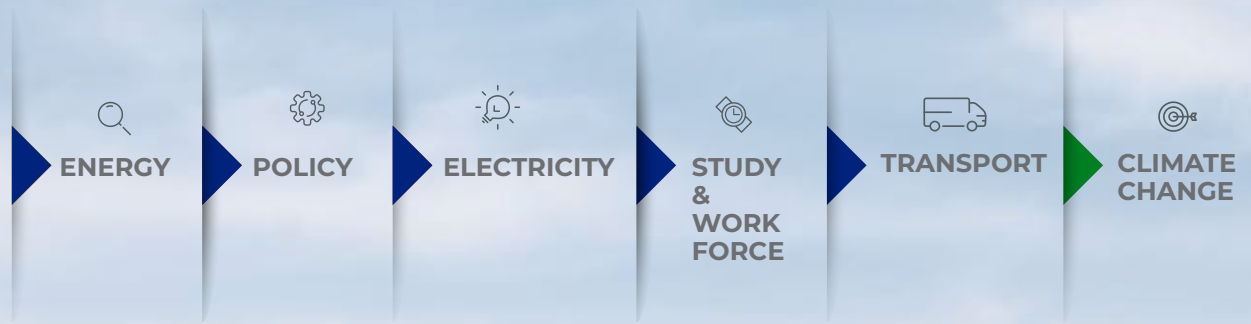 ENERGY
POLICY
ELECTRICITY
STUDY
&
WORK
FORCE
TRANSPORT
CLIMATE
CHANGE